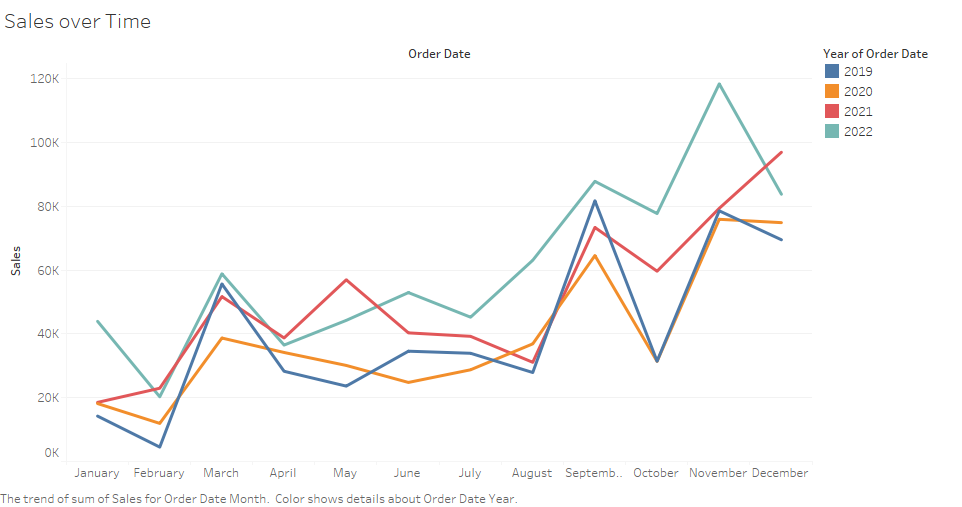 Sales over Time
Order Date
Year of Order Date
2019
2020
2021
2022
120K
100K
80K
60K
40K
20K
0K
Sales
January February March April May June July August Septemb.. October November December
The trend of sum of Sales for Order Date Month. Color shows details about Order Date Year.